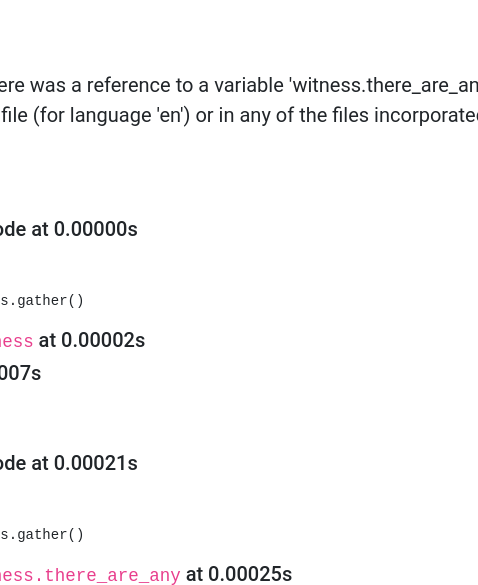 ere was a reference to a variable 'witness.there_are_an
file (for language 'en') or in any of the files incorporate
ode at 0.00000s
s.gather()
ness at 0.00002s
007s
ode at 0.00021s
s.gather()
ness.there_are_any at 0.00025s